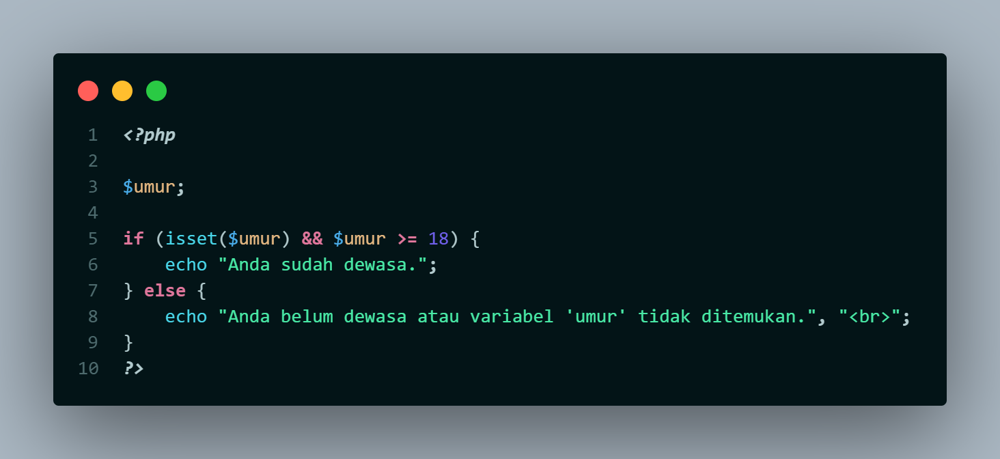 1 <?php
2
3 $umur;
4
5 if (isset($umur) && $umur >= 18) {
6     echo "Anda sudah dewasa.";
7 } else {
8     echo "Anda belum dewasa atau variabel 'umur' tidak ditemukan.", "<br>";
9 }
10 ?>